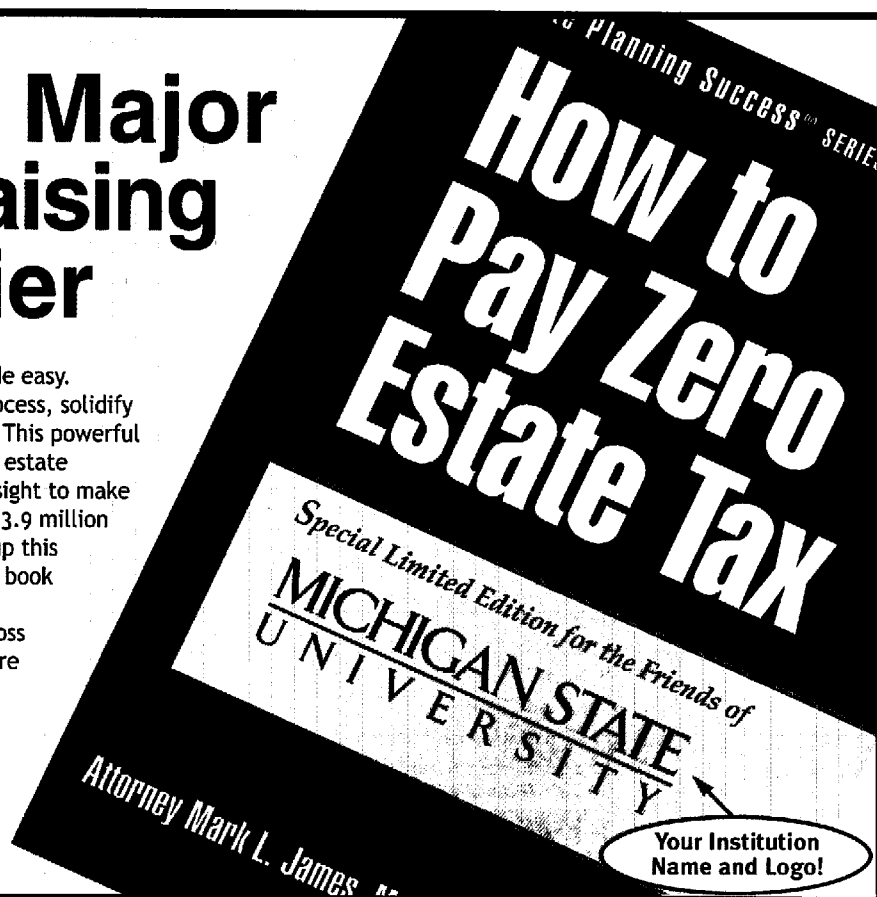 Major
aising
ier
le easy.
ocess, solidify
This powerful
estate
sight to make
3.9 million
p this
book
oss
re
Planning Success℠ SERIES
How to
Pay Zero
Estate Tax
Special Limited Edition for the Friends of
MICHIGAN STATE
UNIVERSITY
Attorney Mark L. James,
Your Institution
Name and Logo!